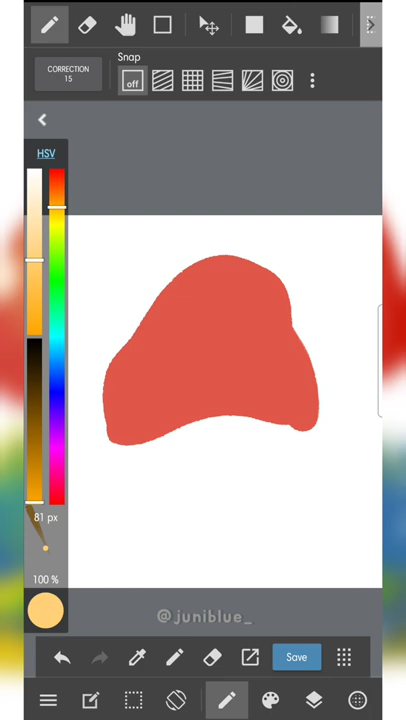 Snap
CORRECTION
15
off
HSV
81 px
100 %
@juniblue_
Save